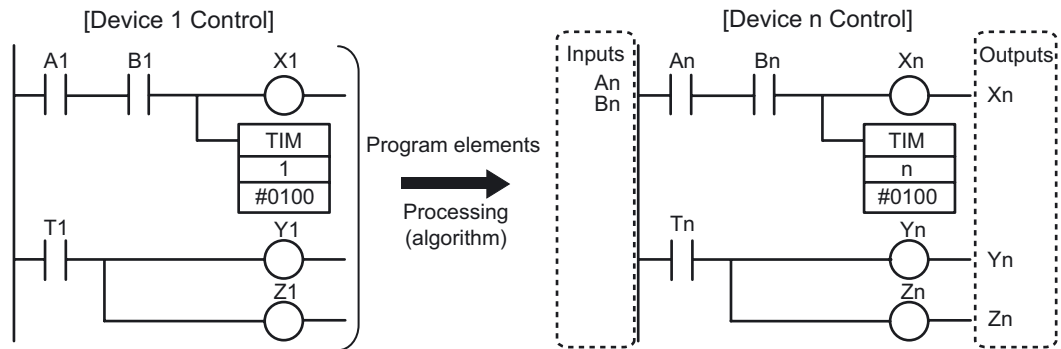 [Device 1 Control]
A1 B1 X1
TIM
1
#0100
T1 Y1
Z1
Program elements
Processing
(algorithm)
[Device n Control]
Inputs
An
Bn
An Bn Xn
TIM
n
#0100
Tn Yn
Zn
Outputs
Xn
Yn
Zn